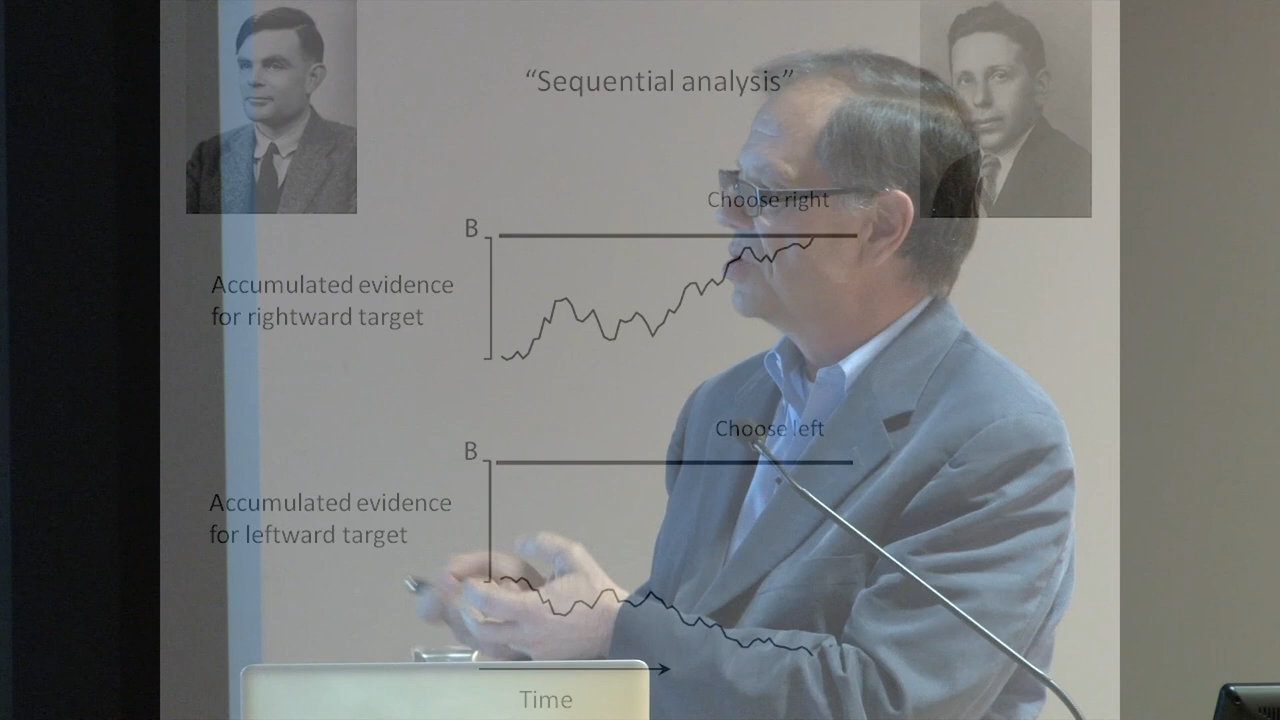 “Sequential analysis”
Choose right
B
Accumulated evidence
for rightward target
Choose left
B
Accumulated evidence
for leftward target
Time